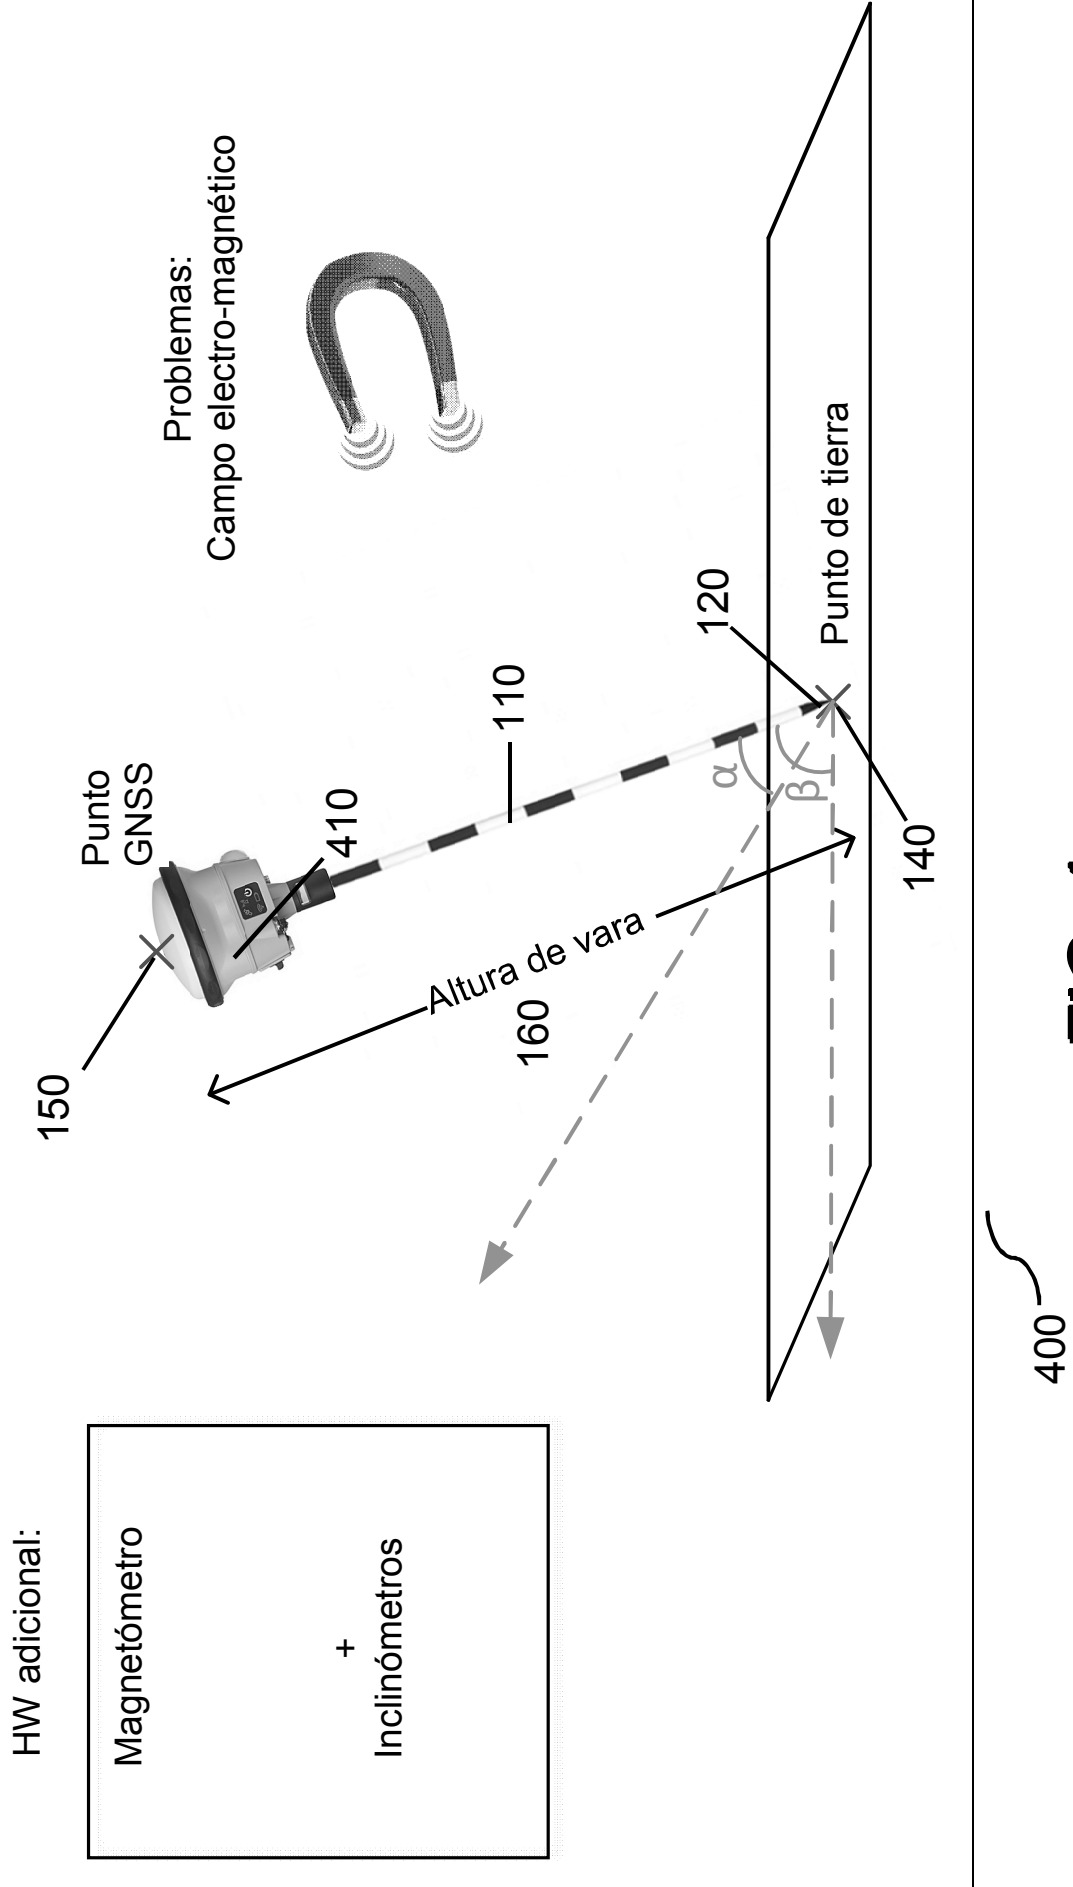 HW adicional:
Magnetómetro
+
Inclinómetros
150
Punto
GNSS
410
Problemas:
Campo electro-magnético
110
Altura de vara
160
120
α
β
140
Punto de tierra
400